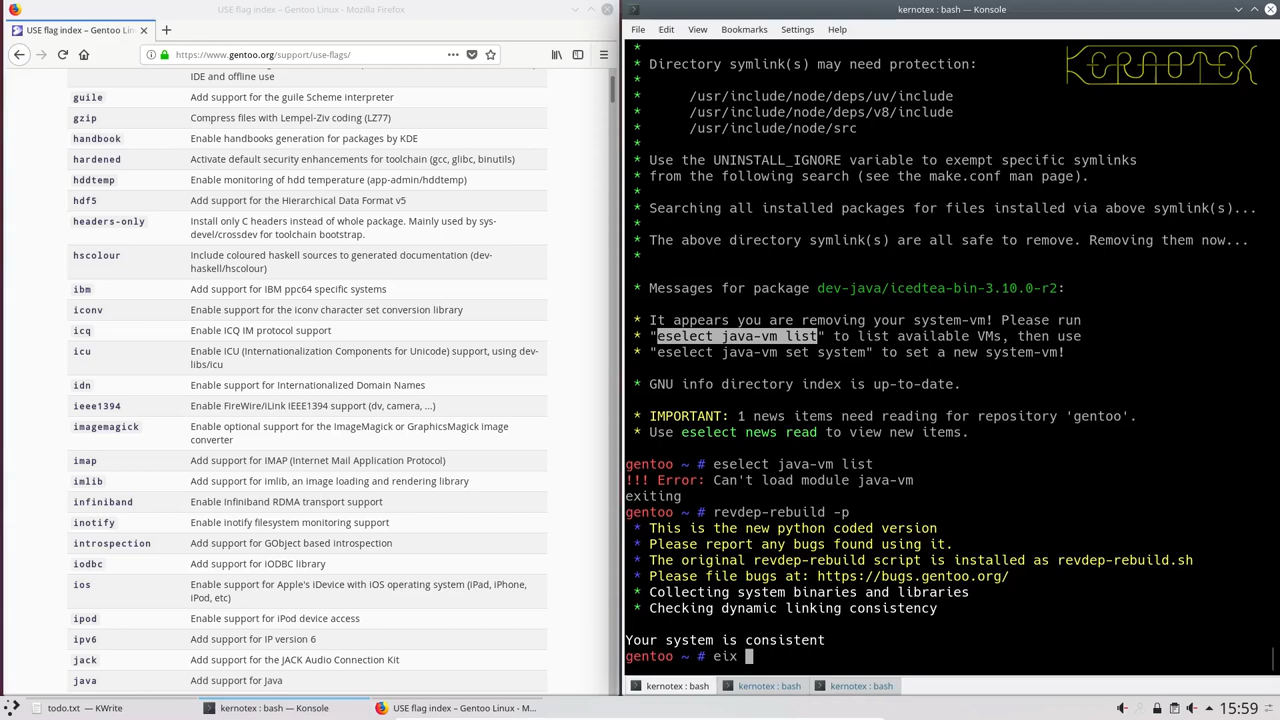 USE flag index – Gentoo Linux - Mozilla Firefox
USE flag index – Gentoo Lin
https://www.gentoo.org/support/use-flags/
IDE and offline use
guile Add support for the guile Scheme interpreter
gzip Compress files with Lempel-Ziv coding (LZ77)
handbook Enable handbooks generation for packages by KDE
hardened Activate default security enhancements for toolchain (gcc, glibc, binutils)
hddtemp Enable monitoring of hdd temperature (app-admin/hddtemp)
hdf5 Add support for the Hierarchical Data Format v5
headers-only Install only C headers instead of whole package. Mainly used by sys-
devel/crossdev for toolchain bootstrap.
hscolour Include coloured haskell sources to generated documentation (dev-
haskell/hscolour)
ibm Add support for IBM ppc64 specific systems
iconv Enable support for the iconv character set conversion library
icq Enable ICQ IM protocol support
icu Enable ICU (Internationalization Components for Unicode) support, using dev-
libs/icu
idn Enable support for Internationalized Domain Names
ieee1394 Enable FireWire/iLink IEEE1394 support (dv, camera, ...)
imagemagick Enable optional support for the ImageMagick or GraphicsMagick image
converter
imap Add support for IMAP (Internet Mail Application Protocol)
imlib Add support for imlib, an image loading and rendering library
infiniband Enable Infiniband RDMA transport support
inotify Enable inotify filesystem monitoring support
introspection Add support for GObject based introspection
iodbc Add support for iODBC library
ios Enable support for Apple's iDevice with iOS operating system (iPad, iPhone,
iPod, etc)
ipod Enable support for iPod device access
ipv6 Add support for IP version 6
jack Add support for the JACK Audio Connection Kit
java Add support for Java
kernotex : bash — Konsole
File Edit View Bookmarks Settings Help
KERNOTEX
*
* Directory symlink(s) may need protection:
*
* /usr/include/node/deps/uv/include
* /usr/include/node/deps/v8/include
* /usr/include/node/src
*
* Use the UNINSTALL_IGNORE variable to exempt specific symlinks
* from the following search (see the make.conf man page).
*
* Searching all installed packages for files installed via above symlink(s)...
*
* The above directory symlink(s) are all safe to remove. Removing them now...
*
* Messages for package dev-java/icedtea-bin-3.10.0-r2:
* It appears you are removing your system-vm! Please run
* "eselect java-vm list" to list available VMs, then use
* "eselect java-vm set system" to set a new system-vm!
* GNU info directory index is up-to-date.
* IMPORTANT: 1 news items need reading for repository 'gentoo'.
* Use eselect news read to view new items.
gentoo ~ # eselect java-vm list
!!! Error: Can't load module java-vm
exiting
gentoo ~ # revdep-rebuild -p
* This is the new python coded version
* Please report any bugs found using it.
* The original revdep-rebuild script is installed as revdep-rebuild.sh
* Please file bugs at: https://bugs.gentoo.org/
* Collecting system binaries and libraries
* Checking dynamic linking consistency
Your system is consistent
gentoo ~ # eix
kernotex : bash kernotex : bash kernotex : bash
todo.txt — KWrite kernotex : bash — Konsole USE flag index – Gentoo Linux - M... 15:59